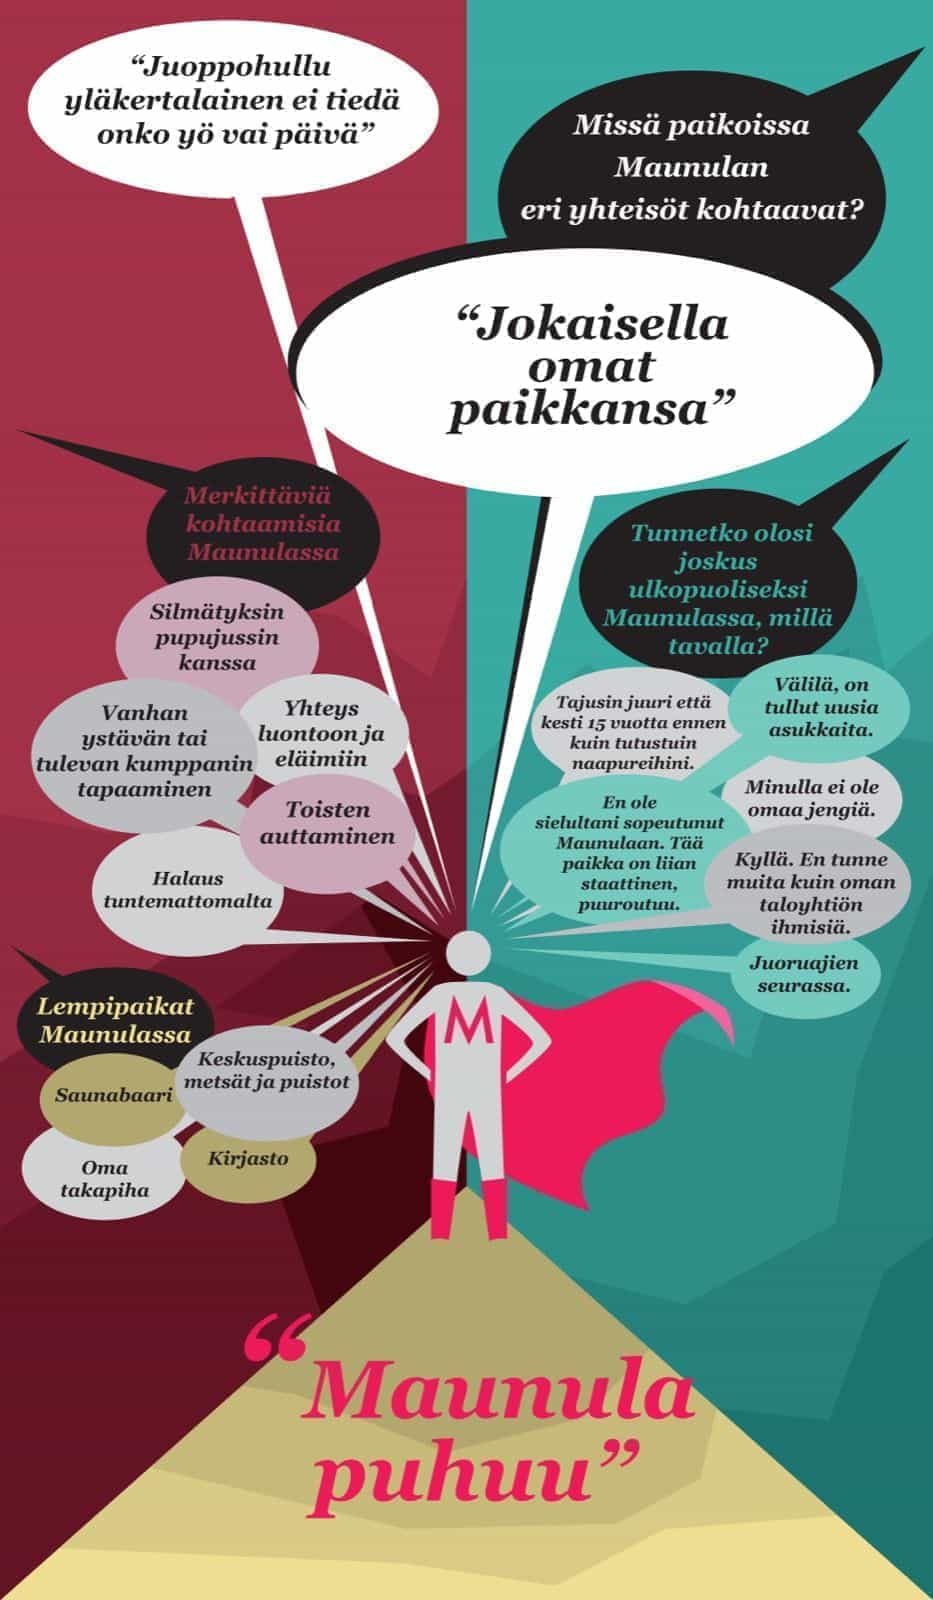 “Juoppohullu
yläkertalainen ei tiedä
onko yö vai päivä”
Missä paikoissa
Maunulan
eri yhteisöt kohtaavat?
“Jokaisella
omat
paikkansa”
Merkittäviä
kohtaamisia
Maunulassa
Silmätyksin
pupujussin
kanssa
Vanhan
ystävän tai
tulevan kumppanin
tapaaminen
Yhteys
luontoon ja
eläimiin
Toisten
auttaminen
Halaus
tuntemattomalta
Tunnetko olosi
joskus
ulkopuoliseksi
Maunulassa, millä
tavalla?
Tajusin juuri että
kesti 15 vuotta ennen
kuin tutustuin
naapureihini.
Välilä, on
tullut uusia
asukkaita.
En ole
sielultani sopeutunut
Maunulaan. Tää
paikka on liian
staattinen,
puuroutuu.
Minulla ei ole
omaa jengiä.
Kyllä. En tunne
muita kuin oman
taloyhtiön
ihmisiä.
Juoruajien
seurassa.
Lempipaikat
Maunulassa
Saunabaari
Keskuspuisto,
metsät ja puistot
Oma
takapiha
Kirjasto
M
“Maunula
puhuu”